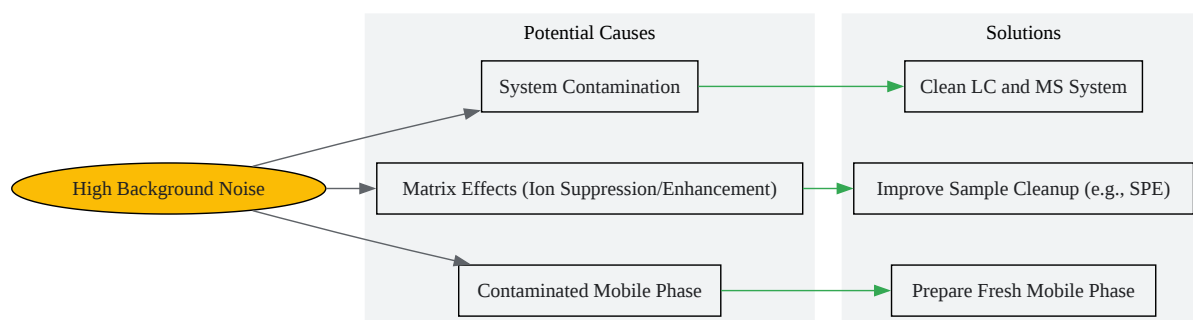 Potential Causes
Solutions
System Contamination
Clean LC and MS System
High Background Noise
Matrix Effects (Ion Suppression/Enhancement)
Improve Sample Cleanup (e.g., SPE)
Contaminated Mobile Phase
Prepare Fresh Mobile Phase